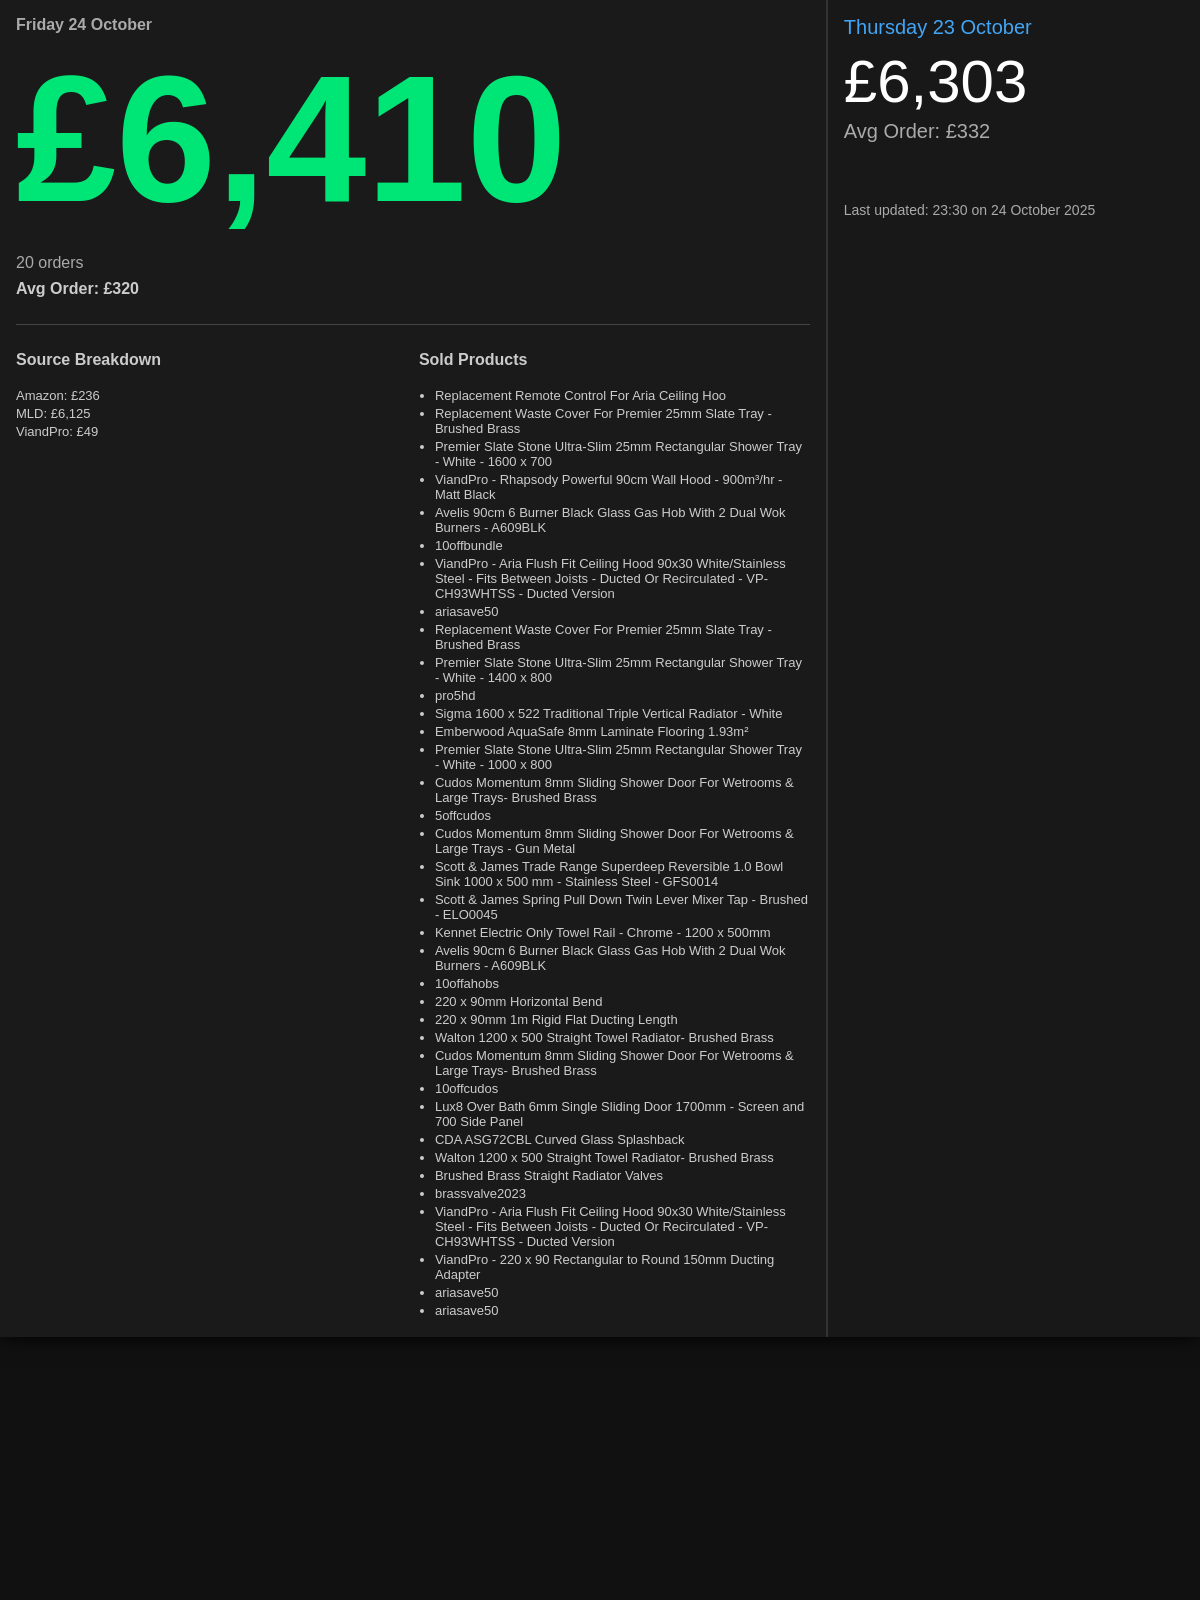 Friday 24 October
£6,410
20 orders
Avg Order: £320
Source Breakdown
Amazon: £236
MLD: £6,125
ViandPro: £49
Sold Products
• Replacement Remote Control For Aria Ceiling Hoo
• Replacement Waste Cover For Premier 25mm Slate Tray -
Brushed Brass
• Premier Slate Stone Ultra-Slim 25mm Rectangular Shower Tray
- White - 1600 x 700
• ViandPro - Rhapsody Powerful 90cm Wall Hood - 900m³/hr -
Matt Black
• Avelis 90cm 6 Burner Black Glass Gas Hob With 2 Dual Wok
Burners - A609BLK
• 10offbundle
• ViandPro - Aria Flush Fit Ceiling Hood 90x30 White/Stainless
Steel - Fits Between Joists - Ducted Or Recirculated - VP-
CH93WHTSS - Ducted Version
• ariasave50
• Replacement Waste Cover For Premier 25mm Slate Tray -
Brushed Brass
• Premier Slate Stone Ultra-Slim 25mm Rectangular Shower Tray
- White - 1400 x 800
• pro5hd
• Sigma 1600 x 522 Traditional Triple Vertical Radiator - White
• Emberwood AquaSafe 8mm Laminate Flooring 1.93m²
• Premier Slate Stone Ultra-Slim 25mm Rectangular Shower Tray
- White - 1000 x 800
• Cudos Momentum 8mm Sliding Shower Door For Wetrooms &
Large Trays- Brushed Brass
• 5offcudos
• Cudos Momentum 8mm Sliding Shower Door For Wetrooms &
Large Trays - Gun Metal
• Scott & James Trade Range Superdeep Reversible 1.0 Bowl
Sink 1000 x 500 mm - Stainless Steel - GFS0014
• Scott & James Spring Pull Down Twin Lever Mixer Tap - Brushed
- ELO0045
• Kennet Electric Only Towel Rail - Chrome - 1200 x 500mm
• Avelis 90cm 6 Burner Black Glass Gas Hob With 2 Dual Wok
Burners - A609BLK
• 10offahobs
• 220 x 90mm Horizontal Bend
• 220 x 90mm 1m Rigid Flat Ducting Length
• Walton 1200 x 500 Straight Towel Radiator- Brushed Brass
• Cudos Momentum 8mm Sliding Shower Door For Wetrooms &
Large Trays- Brushed Brass
• 10offcudos
• Lux8 Over Bath 6mm Single Sliding Door 1700mm - Screen and
700 Side Panel
• CDA ASG72CBL Curved Glass Splashback
• Walton 1200 x 500 Straight Towel Radiator- Brushed Brass
• Brushed Brass Straight Radiator Valves
• brassvalve2023
• ViandPro - Aria Flush Fit Ceiling Hood 90x30 White/Stainless
Steel - Fits Between Joists - Ducted Or Recirculated - VP-
CH93WHTSS - Ducted Version
• ViandPro - 220 x 90 Rectangular to Round 150mm Ducting
Adapter
• ariasave50
• ariasave50
Thursday 23 October
£6,303
Avg Order: £332
Last updated: 23:30 on 24 October 2025